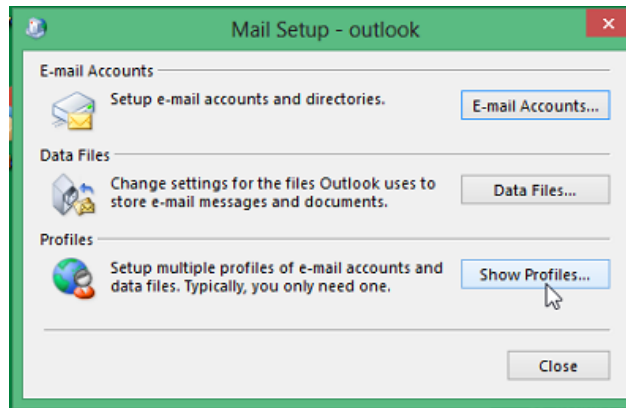 Mail Setup - outlook
E-mail Accounts
Setup e-mail accounts and directories.
E-mail Accounts...
Data Files
Change settings for the files Outlook uses to
store e-mail messages and documents.
Data Files...
Profiles
Setup multiple profiles of e-mail accounts and
data files. Typically, you only need one.
Show Profiles...
Close